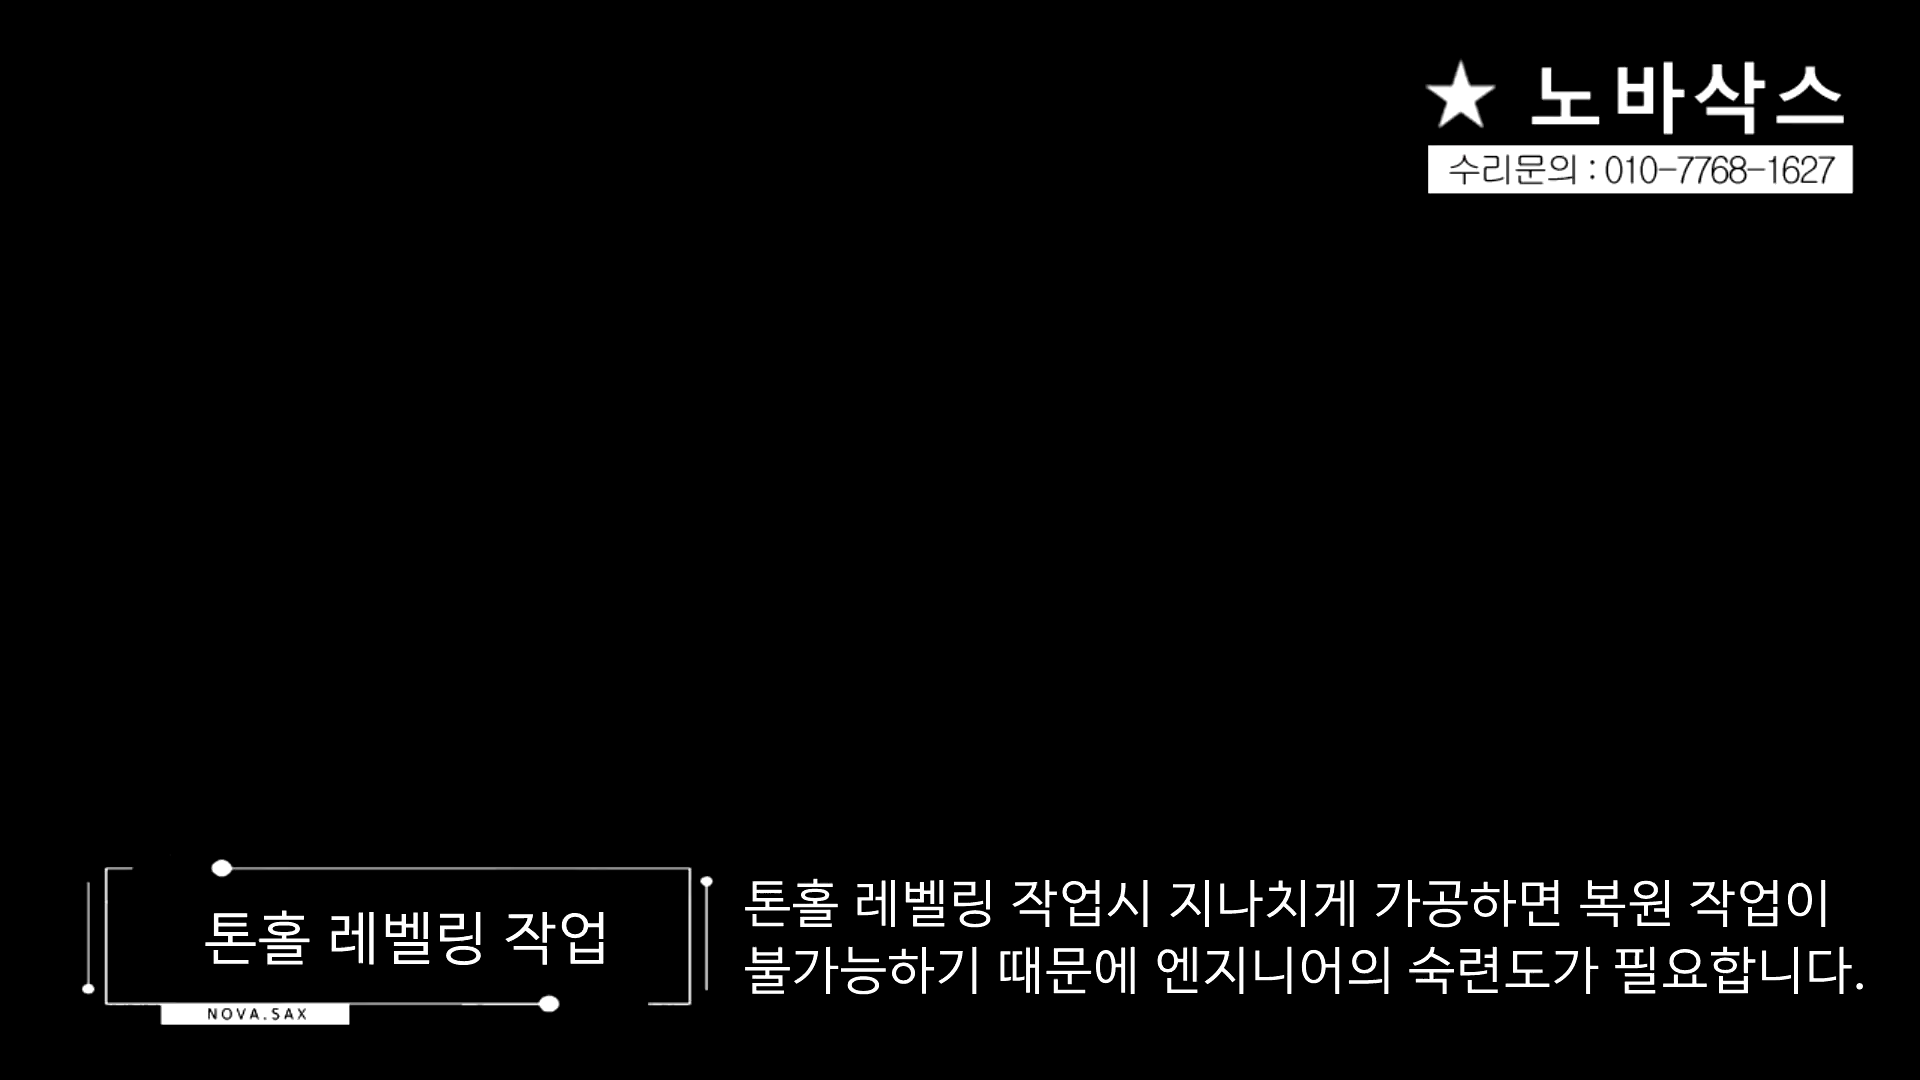 ★ 노바삭스
수리문의 : 010-7768-1627
톤홀 레벨링 작업
NOVA.SAX
톤홀 레벨링 작업시 지나치게 가공하면 복원 작업이
불가능하기 때문에 엔지니어의 숙련도가 필요합니다.